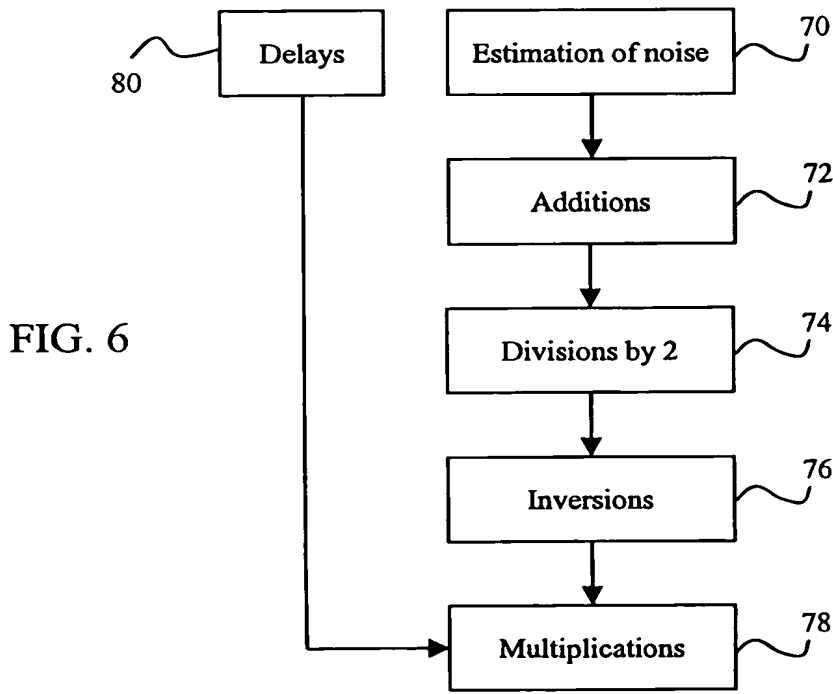 80
Delays
Estimation of noise
70
Additions
72
FIG. 6
Divisions by 2
74
Inversions
76
Multiplications
78